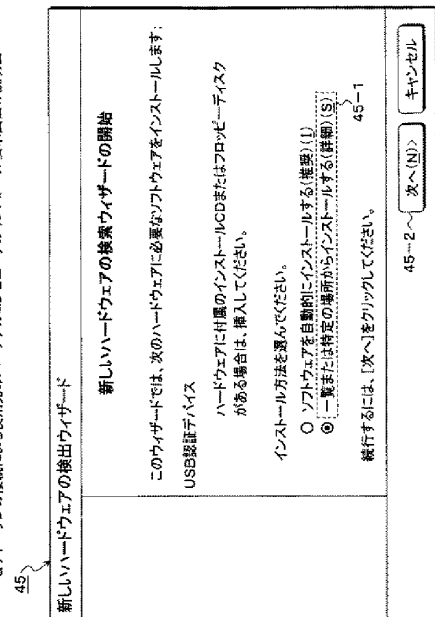 45
新しいハードウェアの検出ウィザード
新しいハードウェアの検索ウィザードの開始
このウィザードでは、次のハードウェアに必要なソフトウェアをインストールします:
USB認証デバイス
ハードウェアに付属のインストールCDまたはフロッピーディスク
がある場合は、挿入してください。
インストール方法を選んでください。
ソフトウェアを自動的にインストールする(推奨)(I)
一覧または特定の場所からインストールする(詳細)(S)
45-1
続行するには、[次へ]をクリックしてください。
45-2
次へ(N)>
キャンセル